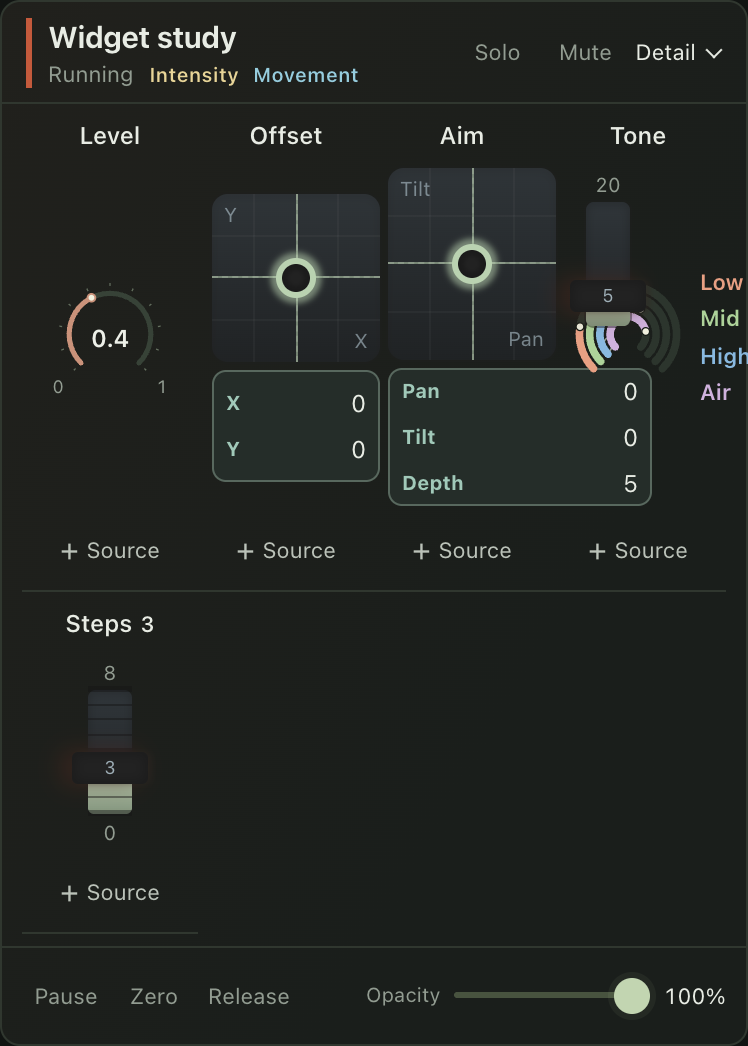 Widget study
Solo Mute Detail
Running Intensity Movement
Level Offset Aim Tone
Y
X
Tilt
Pan
20
5
0.4
0 1
Low
Mid
High
Air
X 0
Y 0
Pan 0
Tilt 0
Depth 5
+ Source + Source + Source + Source
Steps 3
8
3
0
+ Source
Pause Zero Release Opacity 100%